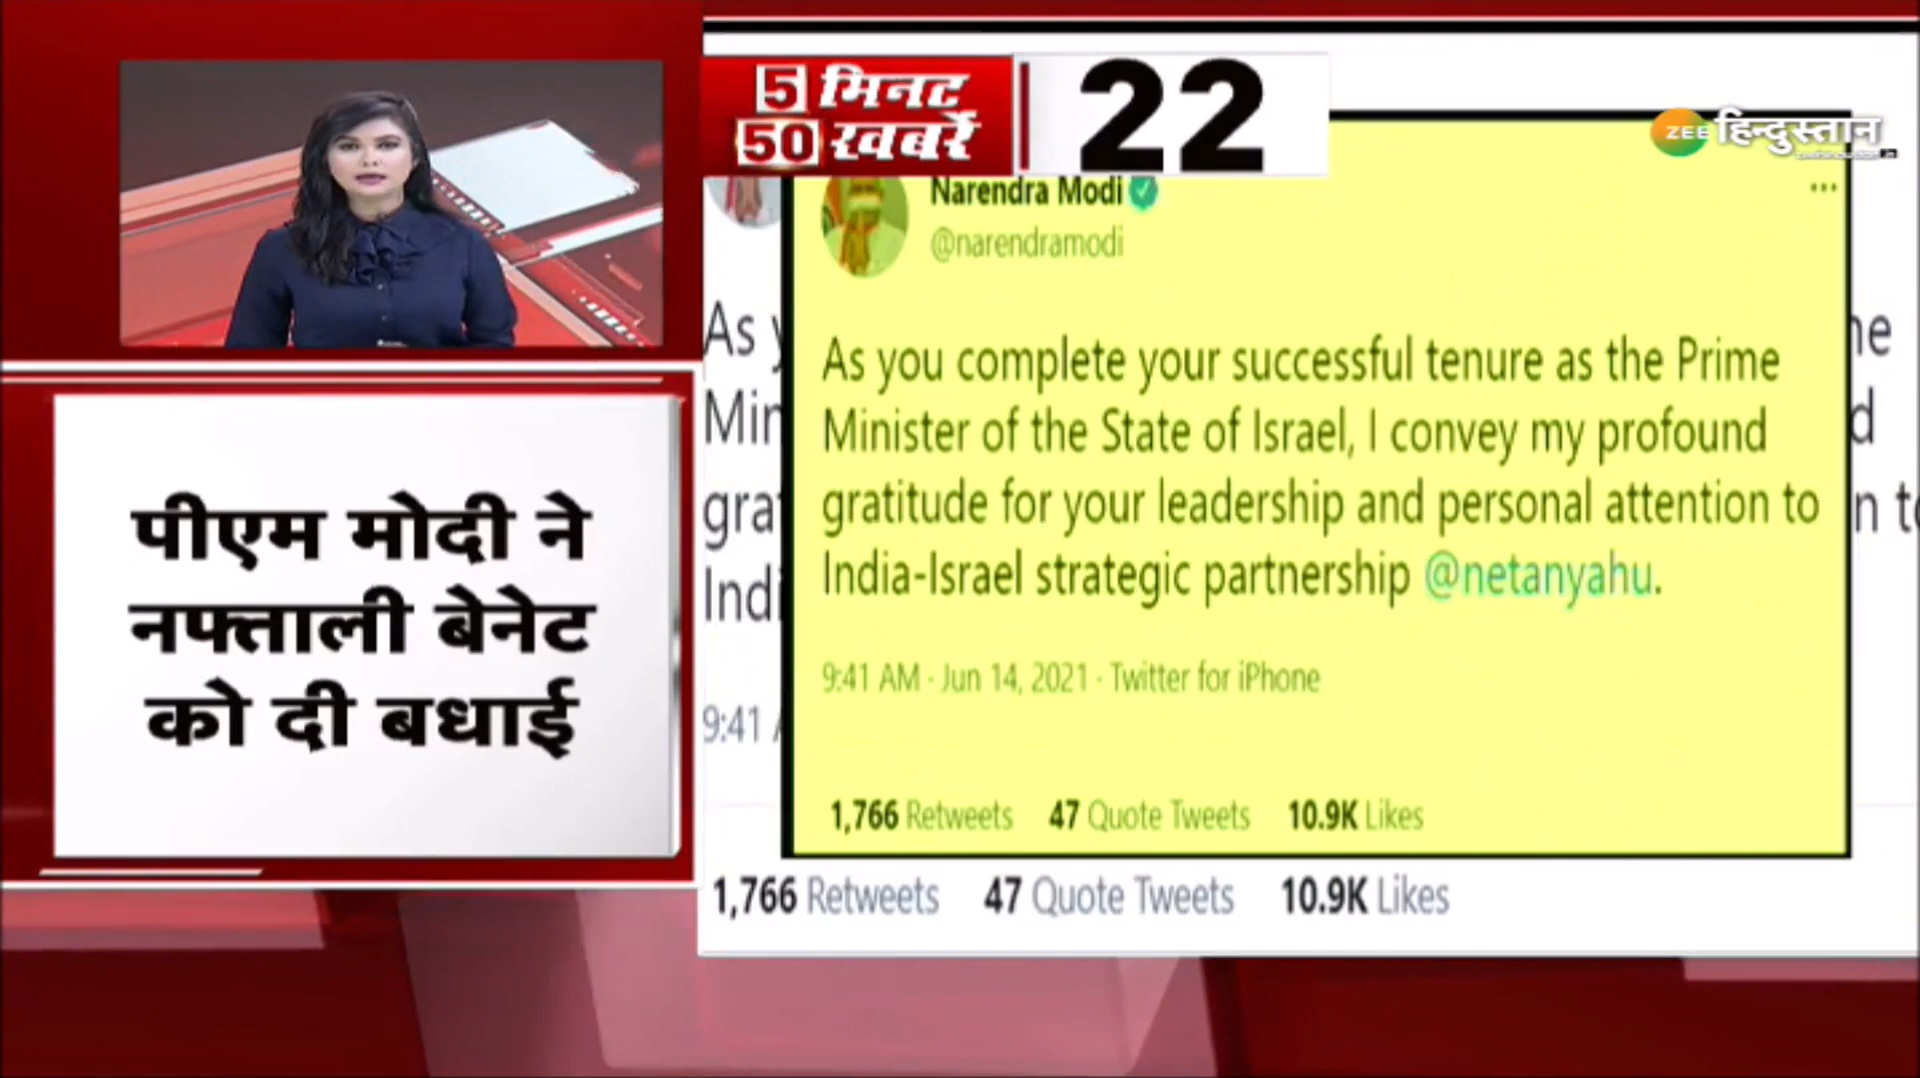 5 मिनट
50 खबरें
22
ZEE हिन्दुस्तान
Narendra Modi
@narendramodi
As you complete your successful tenure as the Prime
Minister of the State of Israel, I convey my profound
gratitude for your leadership and personal attention to
India-Israel strategic partnership @netanyahu.
9:41 AM · Jun 14, 2021 · Twitter for iPhone
1,766 Retweets 47 Quote Tweets 10.9K Likes
1,766 Retweets 47 Quote Tweets 10.9K Likes
पीएम मोदी ने
नफ्ताली बेनेट
को दी बधाई